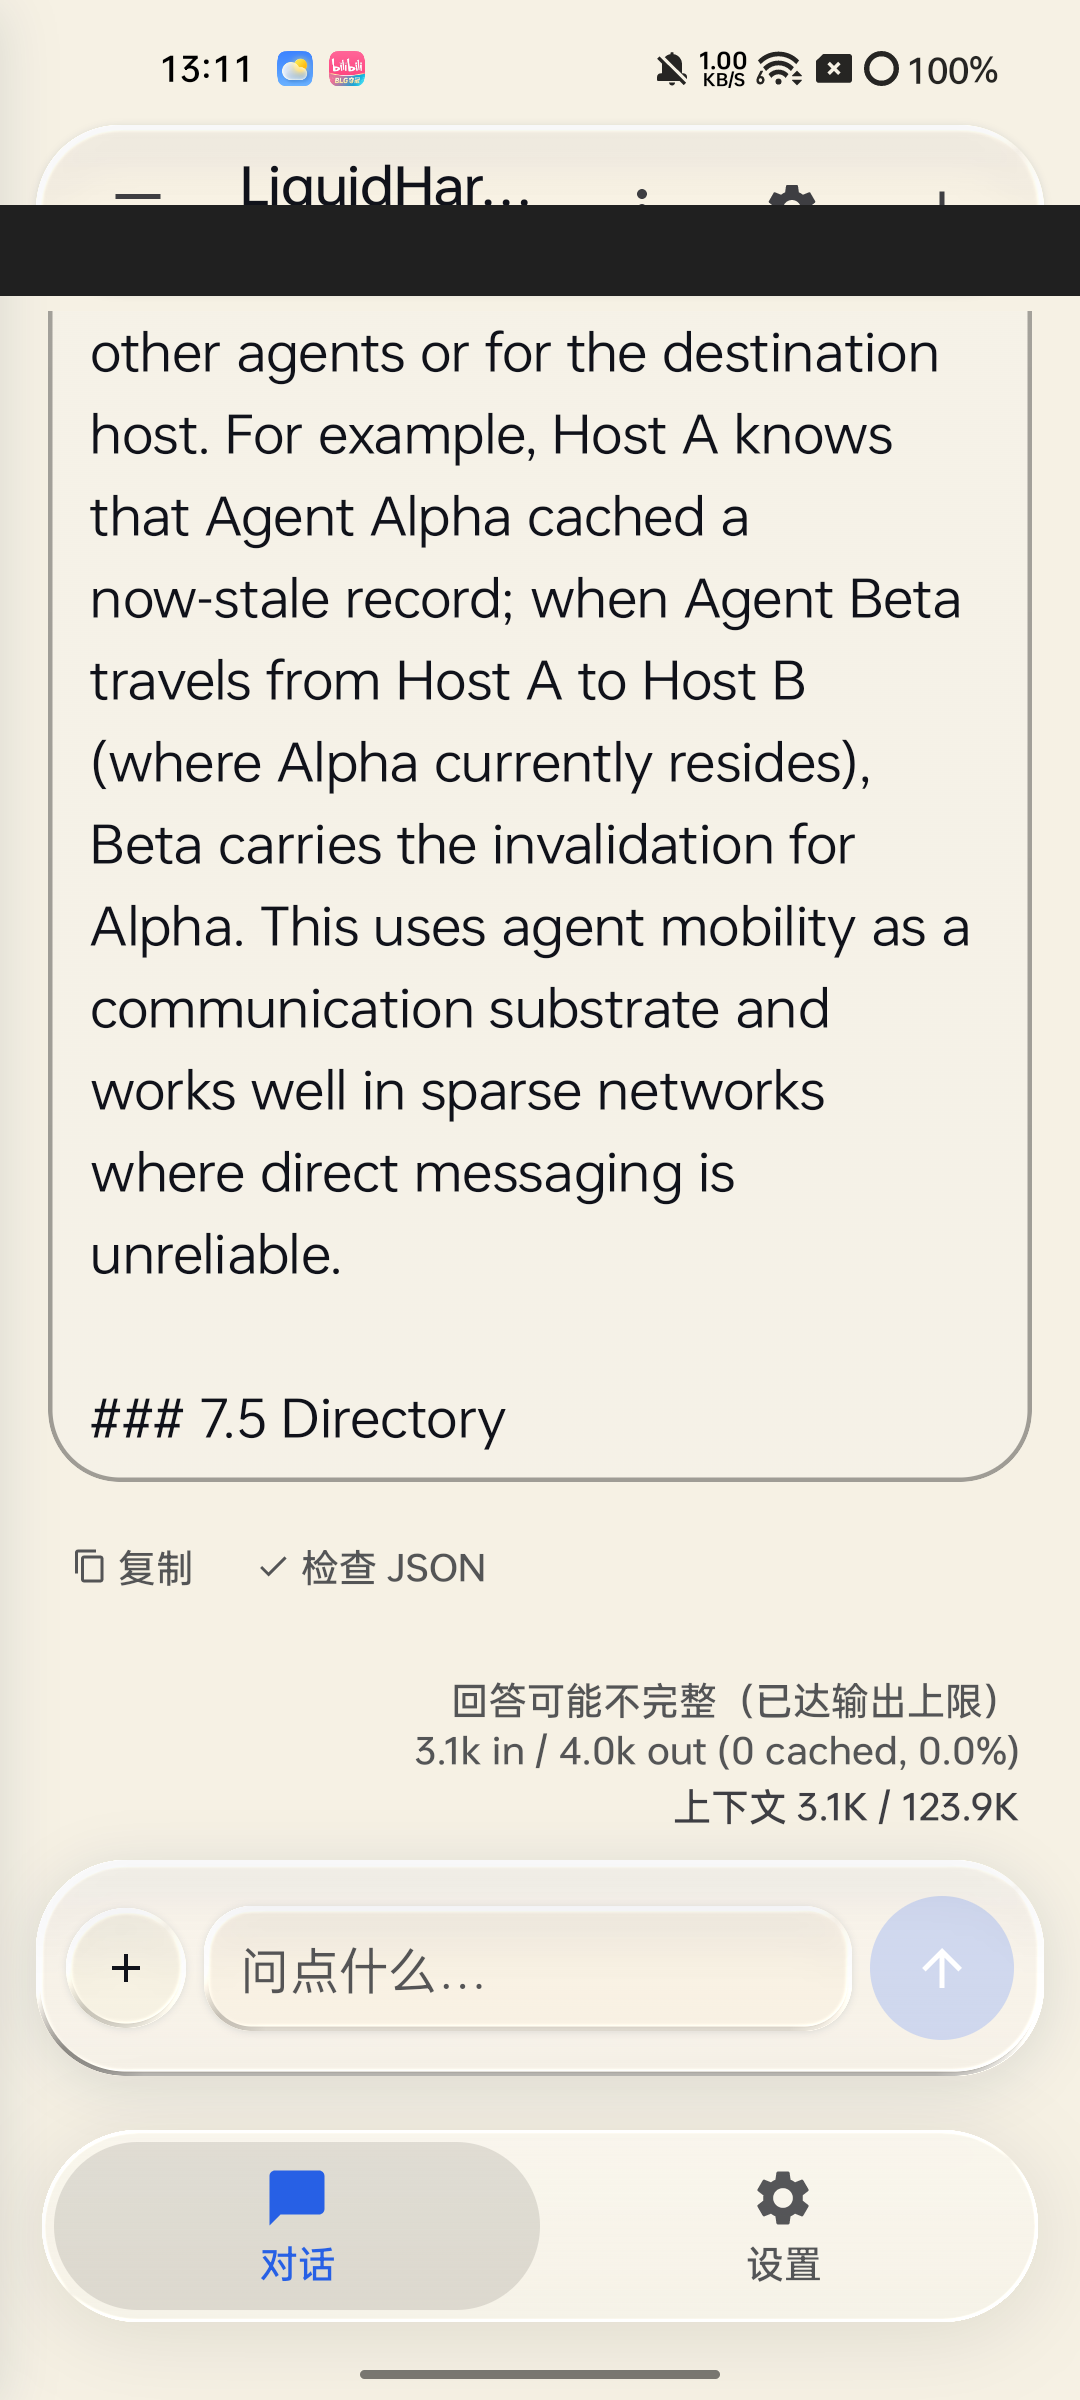 13:11
1.00
KB/S
6
100%
LiquidHar...
other agents or for the destination
host. For example, Host A knows
that Agent Alpha cached a
now-stale record; when Agent Beta
travels from Host A to Host B
(where Alpha currently resides),
Beta carries the invalidation for
Alpha. This uses agent mobility as a
communication substrate and
works well in sparse networks
where direct messaging is
unreliable.
### 7.5 Directory
复制
检查 JSON
回答可能不完整（已达输出上限）
3.1k in / 4.0k out (0 cached, 0.0%)
上下文 3.1K / 123.9K
问点什么...
对话
设置